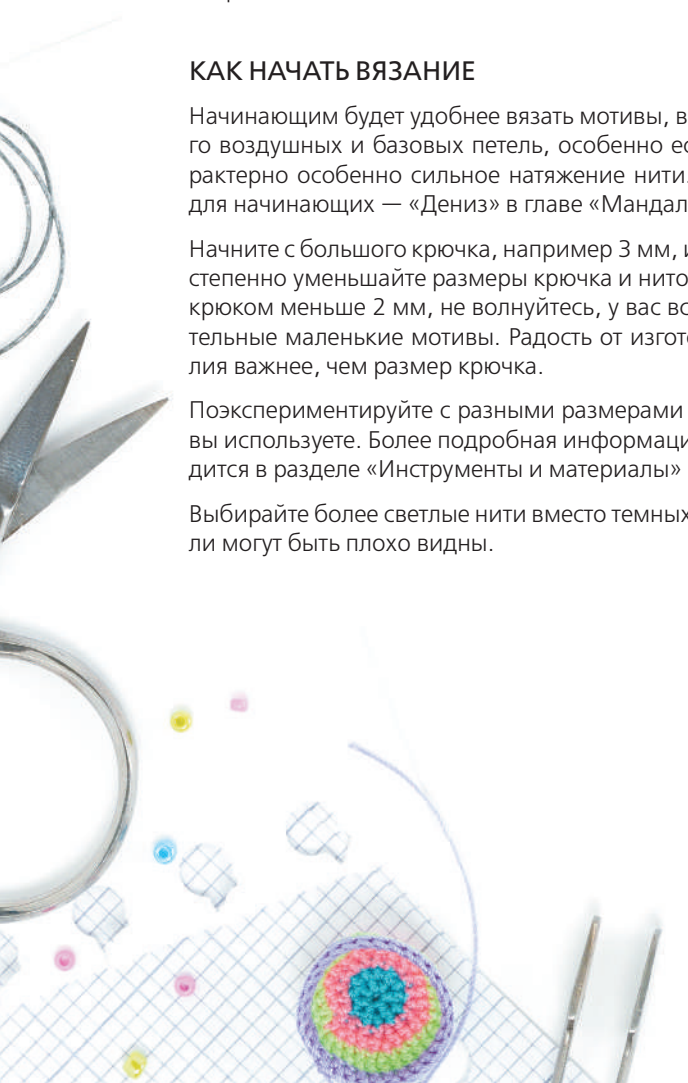 КАК НАЧАТЬ ВЯЗАНИЕ
Начинающим будет удобнее вязать мотивы, в
го воздушных и базовых петель, особенно ес
рактерно особенно сильное натяжение нити.
для начинающих — «Дениз» в главе «Мандал
Начните с большого крючка, например 3 мм, и
степенно уменьшайте размеры крючка и нито
крюком меньше 2 мм, не волнуйтесь, у вас вс
тельные маленькие мотивы. Радость от изгот
лия важнее, чем размер крючка.
Поэкспериментируйте с разными размерами
вы используете. Более подробная информаци
дится в разделе «Инструменты и материалы»
Выбирайте более светлые нити вместо темных
ли могут быть плохо видны.